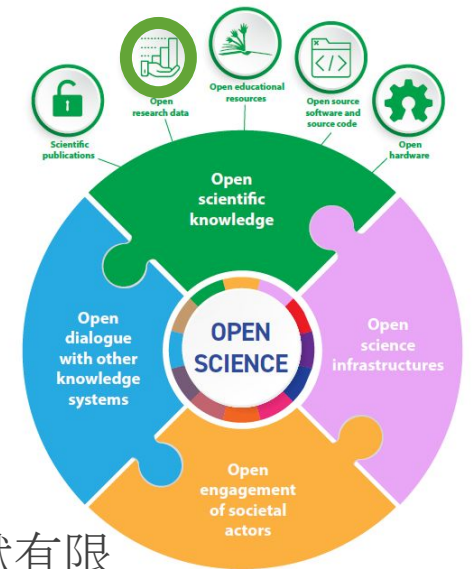 Open educational
resources
Open
research data
Open source
software and
source code
Scientific
publications
Open
hardware
Open
scientific
knowledge
Open
dialogue
with other
knowledge
systems
OPEN
SCIENCE
Open
science
infrastructures
Open
engagement
of societal
actors
有限